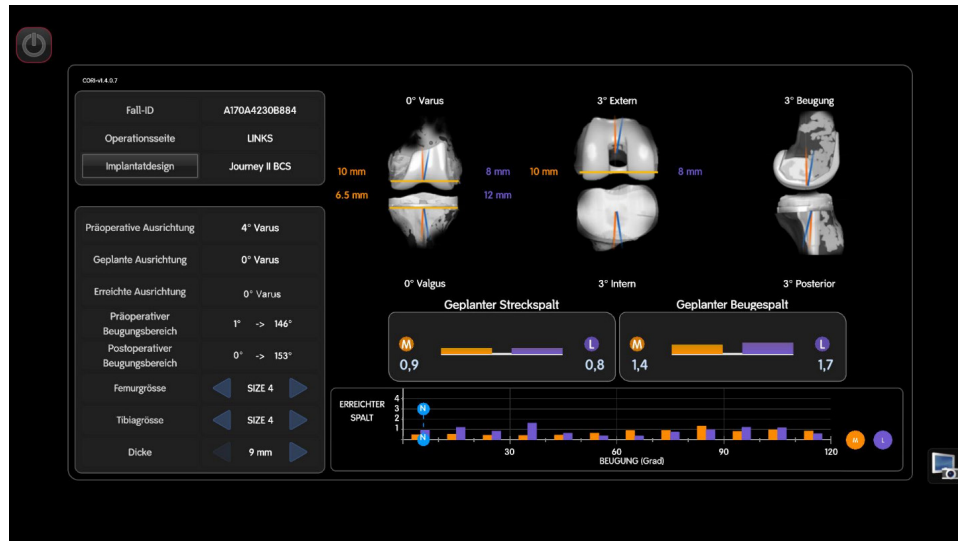 CORI-v1.4.0.7
Fall-ID A170A4230B884
Operationsseite LINKS
Implantatdesign Journey II BCS
Präoperative Ausrichtung 4° Varus
Geplante Ausrichtung 0° Varus
Erreichte Ausrichtung 0° Varus
Präoperativer
Beugungsbereich 1° -> 146°
Postoperativer
Beugungsbereich 0° -> 153°
Femurgrösse SIZE 4
Tibiagrösse SIZE 4
Dicke 9 mm
0° Varus 3° Extern 3° Beugung
10 mm 8 mm 10 mm 8 mm
6.5 mm 12 mm
0° Valgus 3° Intern 3° Posterior
Geplanter Streckspalt Geplanter Beugespalt
M L M L
0,9 0,8 1,4 1,7
ERREICHTER
SPALT
4
3
2
1
N
N
30 60 90 120
BEUGUNG (Grad)
M L